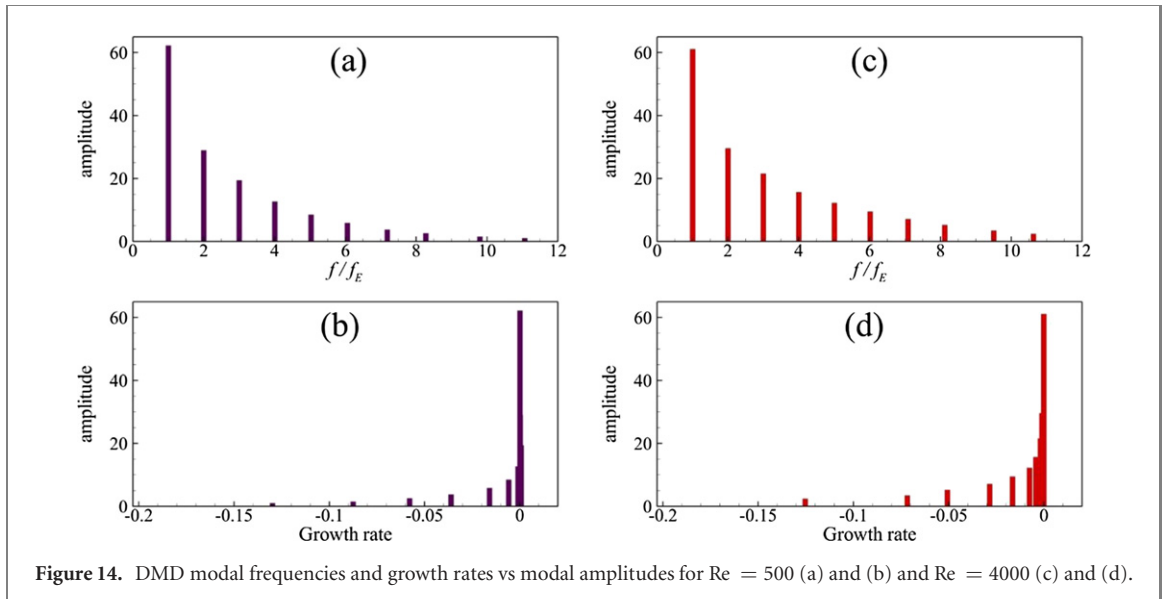 (a)
amplitude
60
40
20
0
0 2 4 6 8 10 12
f/f_E
(c)
amplitude
60
40
20
0
0 2 4 6 8 10 12
f/f_E
(b)
amplitude
60
40
20
0
-0.2 -0.15 -0.1 -0.05 0
Growth rate
(d)
amplitude
60
40
20
0
-0.2 -0.15 -0.1 -0.05 0
Growth rate
Figure 14. DMD modal frequencies and growth rates vs modal amplitudes for Re = 500 (a) and (b) and Re = 4000 (c) and (d).